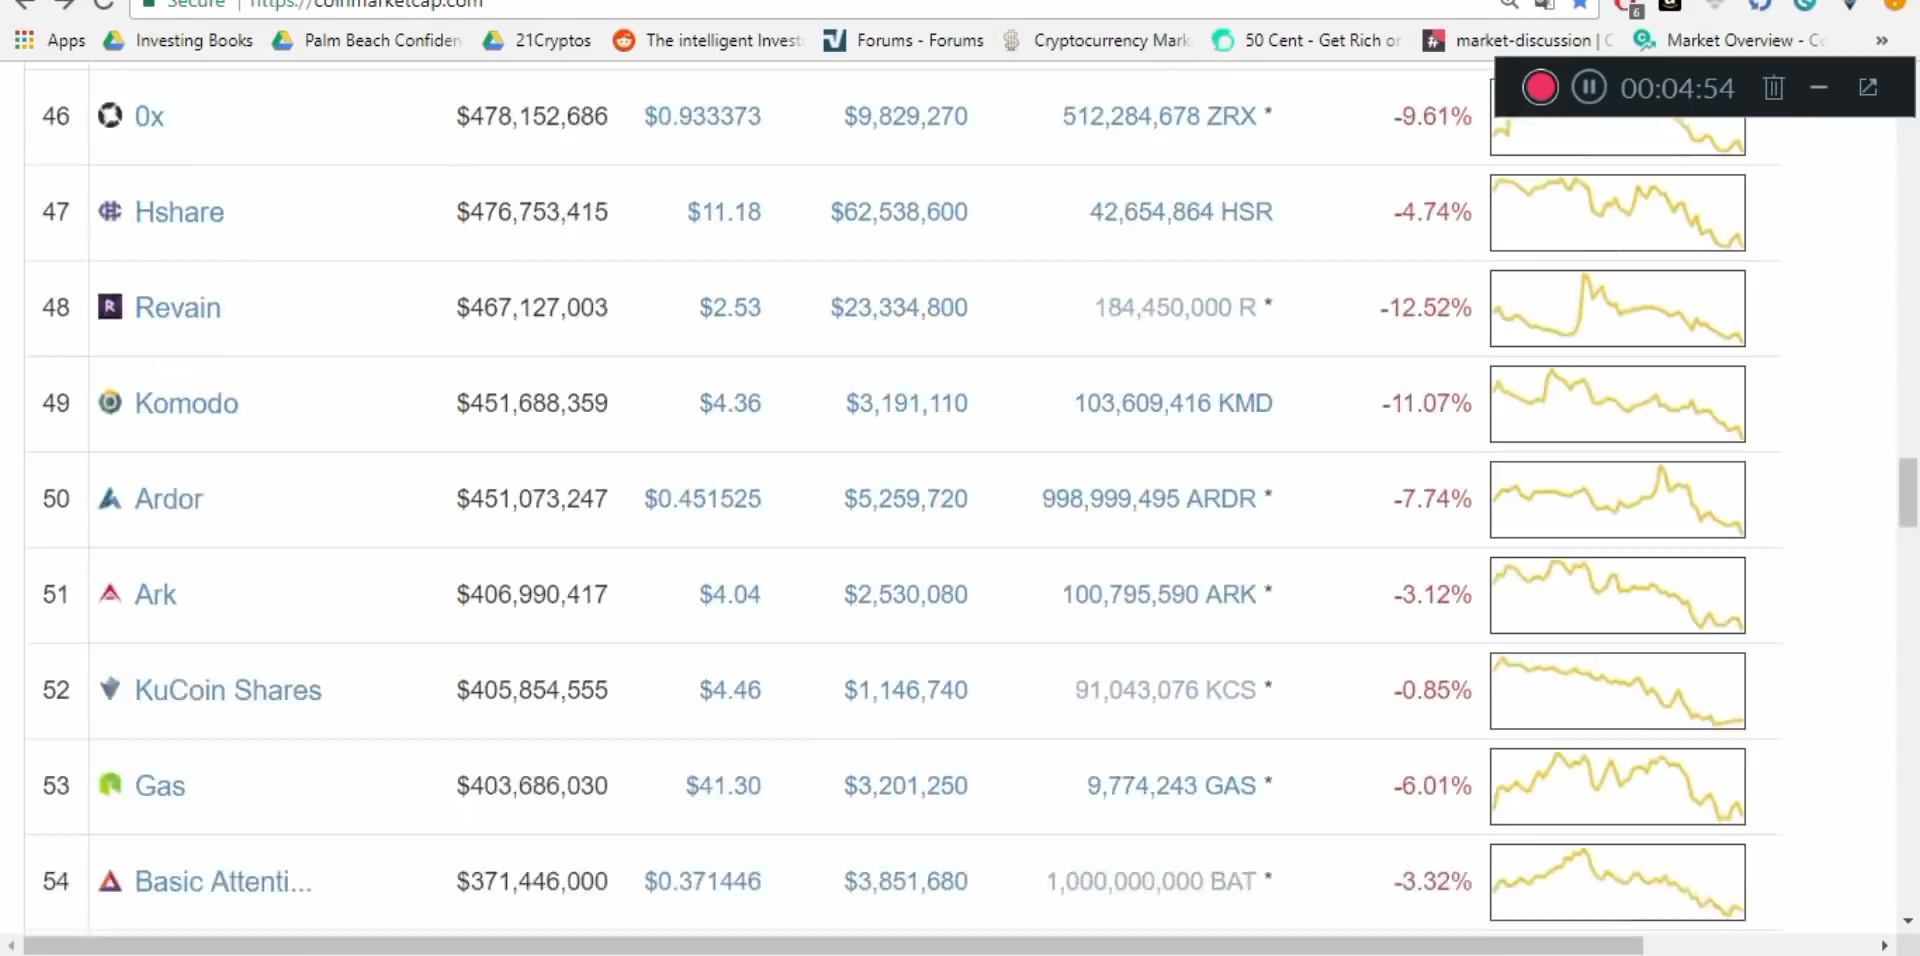 Secure | https://coinmarketcap.com
6
Apps Investing Books Palm Beach Confiden 21Cryptos The intelligent Invest Forums - Forums Cryptocurrency Mark 50 Cent - Get Rich or market-discussion | C Market Overview - Co »
00:04:54
46 0x $478,152,686 $0.933373 $9,829,270 512,284,678 ZRX * -9.61%
47 Hshare $476,753,415 $11.18 $62,538,600 42,654,864 HSR -4.74%
48 R Revain $467,127,003 $2.53 $23,334,800 184,450,000 R * -12.52%
49 Komodo $451,688,359 $4.36 $3,191,110 103,609,416 KMD -11.07%
50 Ardor $451,073,247 $0.451525 $5,259,720 998,999,495 ARDR * -7.74%
51 Ark $406,990,417 $4.04 $2,530,080 100,795,590 ARK * -3.12%
52 KuCoin Shares $405,854,555 $4.46 $1,146,740 91,043,076 KCS * -0.85%
53 Gas $403,686,030 $41.30 $3,201,250 9,774,243 GAS * -6.01%
54 Basic Attenti... $371,446,000 $0.371446 $3,851,680 1,000,000,000 BAT * -3.32%